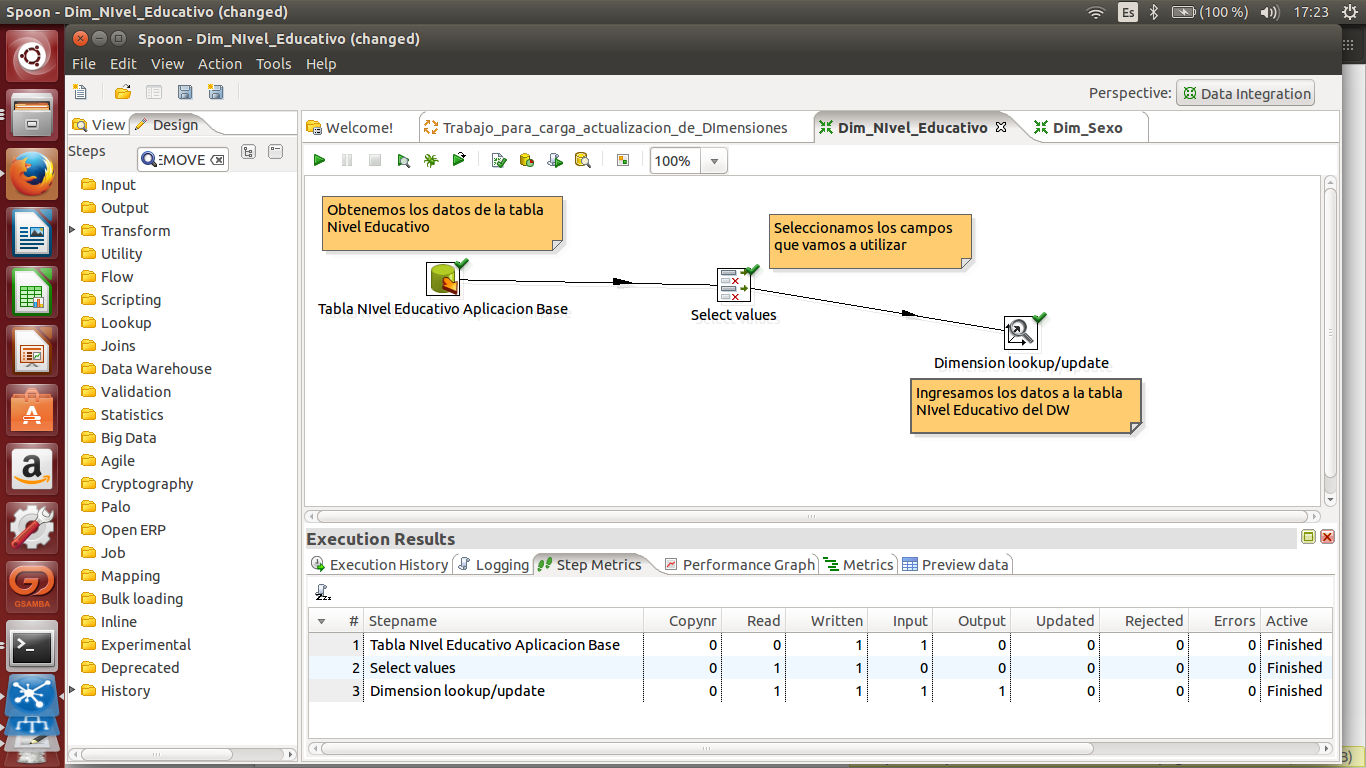 Spoon - Dim_NIvel_Educativo (changed)
Es
(100 %)
17:23
Spoon - Dim_NIvel_Educativo (changed)
File Edit View Action Tools Help
Perspective: Data Integration
View Design
Welcome! Trabajo_para_carga_actualizacion_de_DImensiones Dim_NIvel_Educativo Dim_Sexo
Steps
EMOVE
100%
Input
Output
Transform
Utility
Flow
Scripting
Lookup
Joins
Data Warehouse
Validation
Statistics
Big Data
Agile
Cryptography
Palo
Open ERP
Job
Mapping
Bulk loading
Inline
Experimental
Deprecated
History
GSAMBA
Obtenemos los datos de la tabla
Nivel Educativo
Tabla NIvel Educativo Aplicacion Base
Seleccionamos los campos
que vamos a utilizar
Select values
Dimension lookup/update
Ingresamos los datos a la tabla
NIvel Educativo del DW
Execution Results
Execution History Logging Step Metrics Performance Graph Metrics Preview data
# Stepname Copynr Read Written Input Output Updated Rejected Errors Active
1 Tabla NIvel Educativo Aplicacion Base 0 0 1 1 0 0 0 0 Finished
2 Select values 0 1 1 0 0 0 0 0 Finished
3 Dimension lookup/update 0 1 1 1 1 0 0 0 Finished